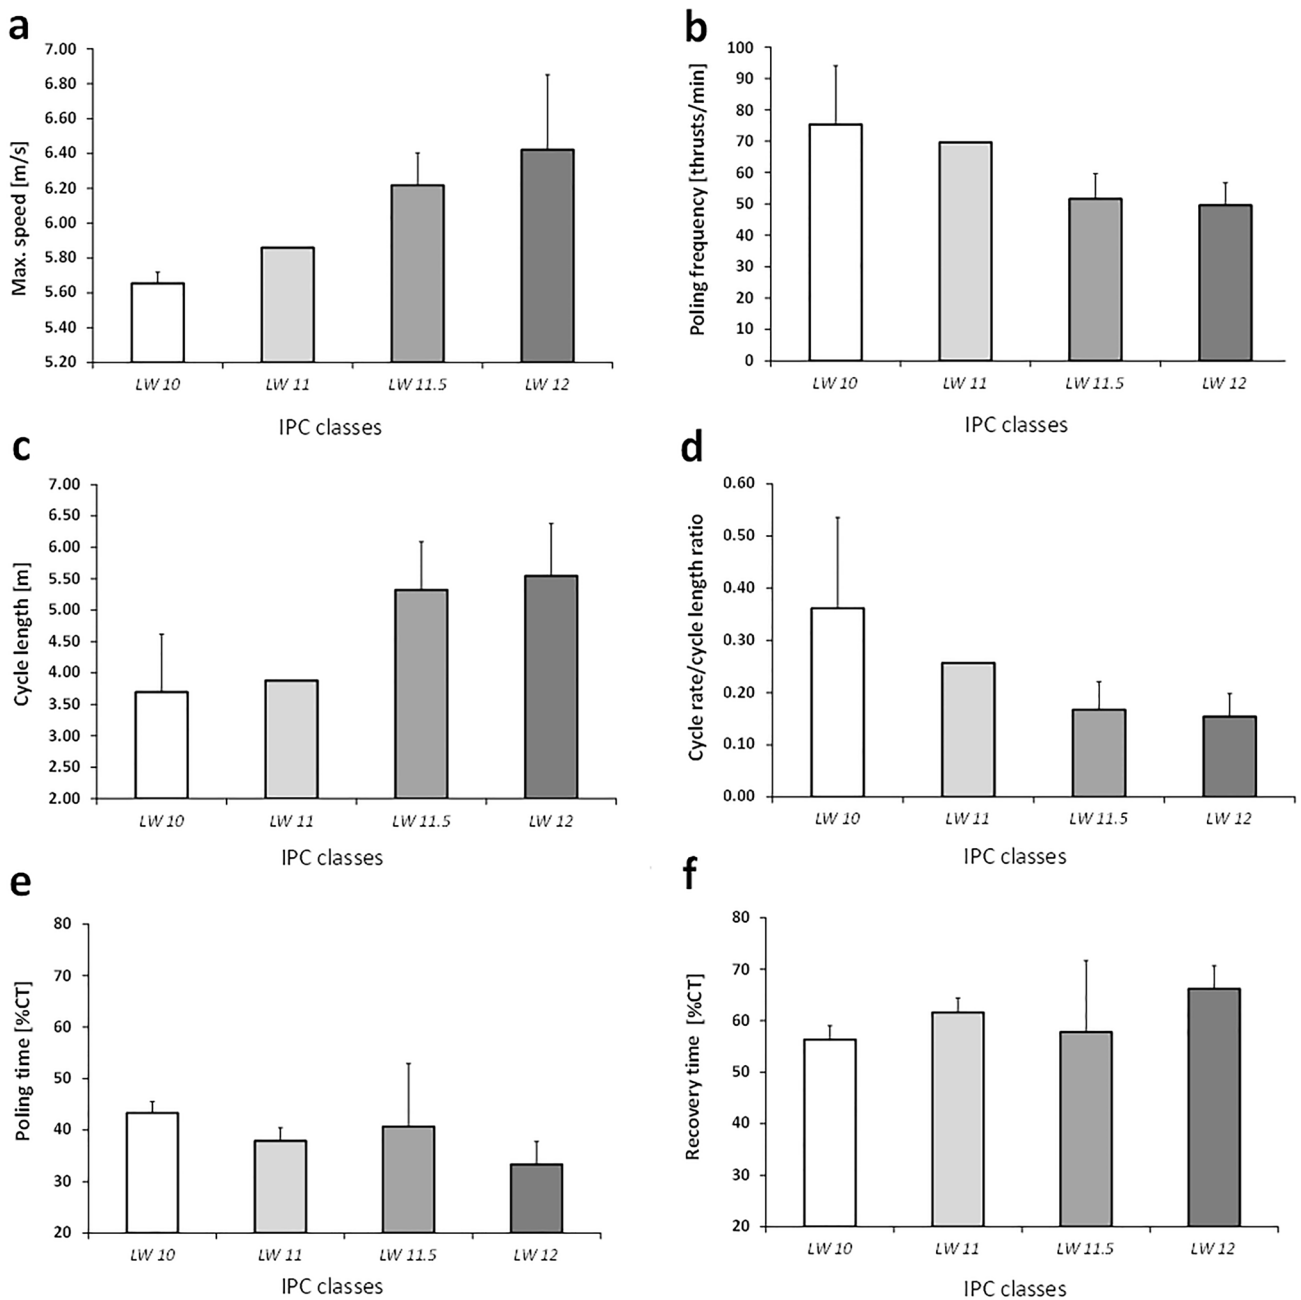 a
Max. speed [m/s]
7.00
6.80
6.60
6.40
6.20
6.00
5.80
5.60
5.40
5.20
LW 10 LW 11 LW 11.5 LW 12
IPC classes
b
Poling frequency [thrusts/min]
100
90
80
70
60
50
40
30
20
10
0
LW 10 LW 11 LW 11.5 LW 12
IPC classes
c
Cycle length [m]
7.00
6.50
6.00
5.50
5.00
4.50
4.00
3.50
3.00
2.50
2.00
LW 10 LW 11 LW 11.5 LW 12
IPC classes
d
Cycle rate/cycle length ratio
0.60
0.50
0.40
0.30
0.20
0.10
0.00
LW 10 LW 11 LW 11.5 LW 12
IPC classes
e
Poling time [%CT]
80
70
60
50
40
30
20
LW 10 LW 11 LW 11.5 LW 12
IPC classes
f
Recovery time [%CT]
80
70
60
50
40
30
20
LW 10 LW 11 LW 11.5 LW 12
IPC classes